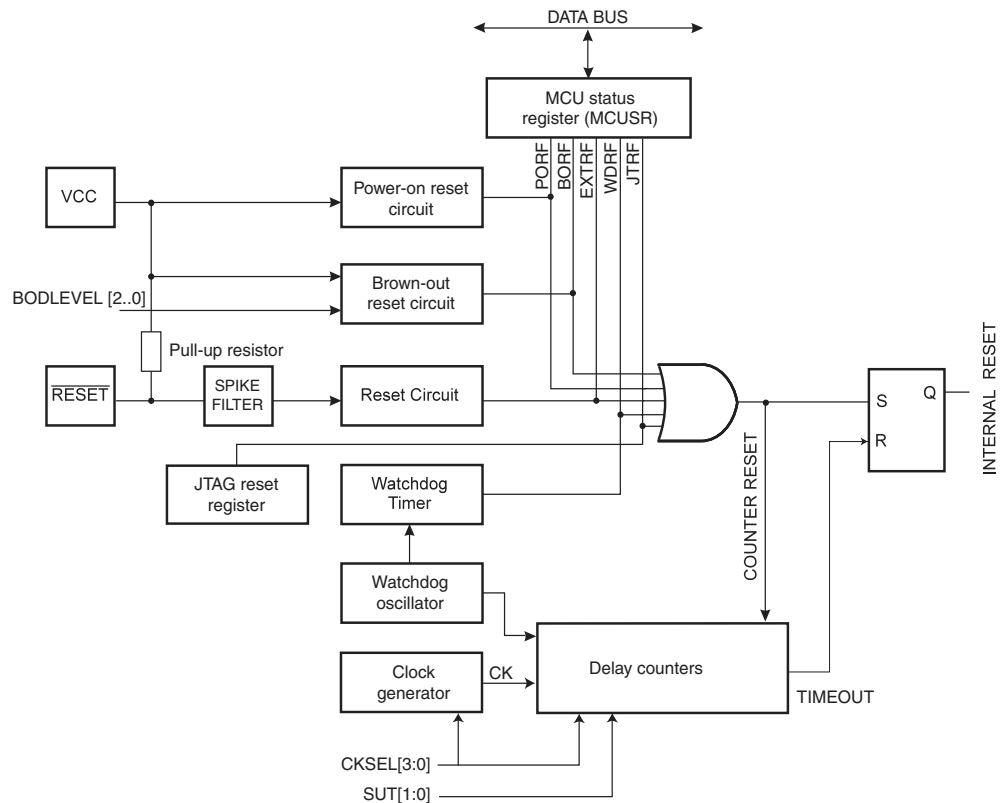 DATA BUS
MCU status
register (MCUSR)
PORF
BORF
EXTRF
WDRF
JTRF
VCC
Power-on reset
circuit
BODLEVEL [2..0]
Brown-out
reset circuit
Pull-up resistor
RESET
SPIKE
FILTER
Reset Circuit
S
Q
R
INTERNAL RESET
JTAG reset
register
Watchdog
Timer
COUNTER RESET
Watchdog
oscillator
Clock
generator
CK
Delay counters
TIMEOUT
CKSEL[3:0]
SUT[1:0]